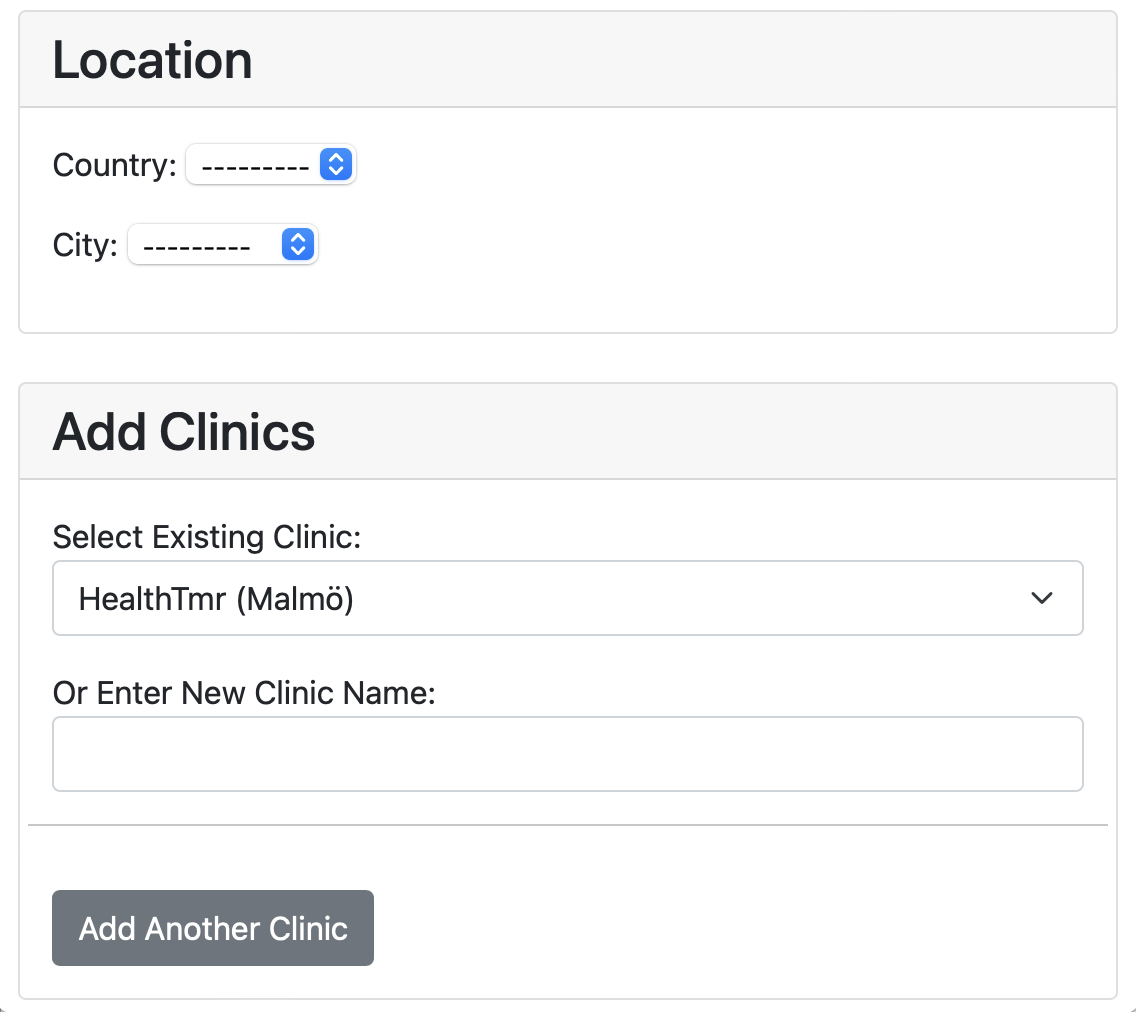 Location
Country: ---------
City: ---------
Add Clinics
Select Existing Clinic:
HealthTmr (Malmö)
Or Enter New Clinic Name:
Add Another Clinic